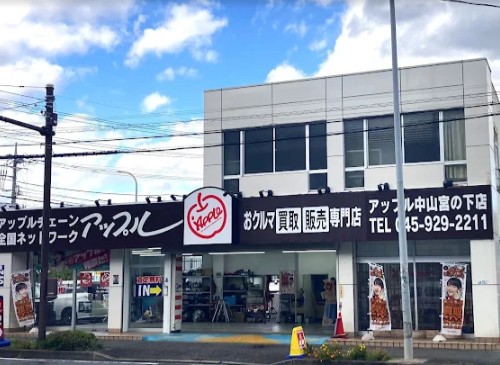 アップルチェーン
全国ネットワーク
アップル
Apple
おクルマ買取販売専門店
アップル中山宮の下店
TEL 045-929-2211
IN